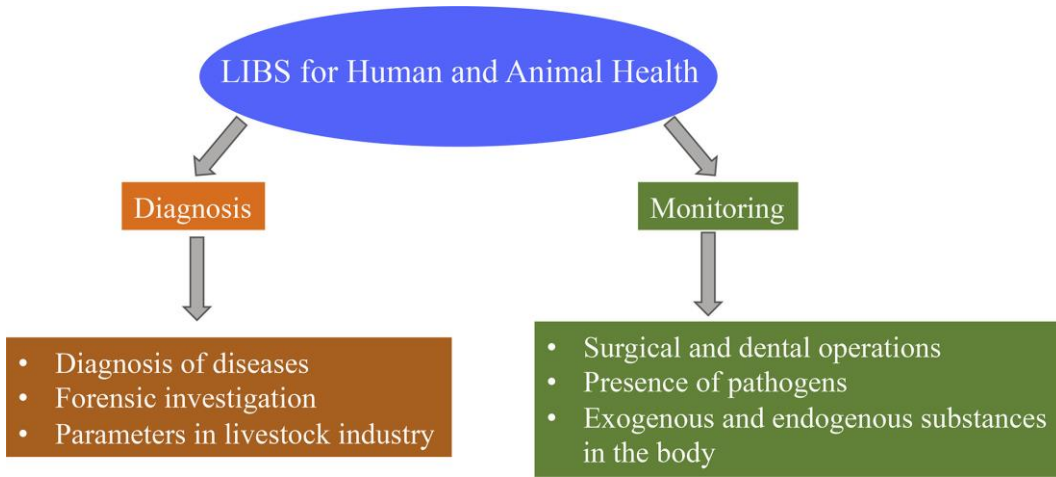 LIBS for Human and Animal Health
Diagnosis
Monitoring
• Diagnosis of diseases
• Forensic investigation
• Parameters in livestock industry
• Surgical and dental operations
• Presence of pathogens
• Exogenous and endogenous substances
in the body